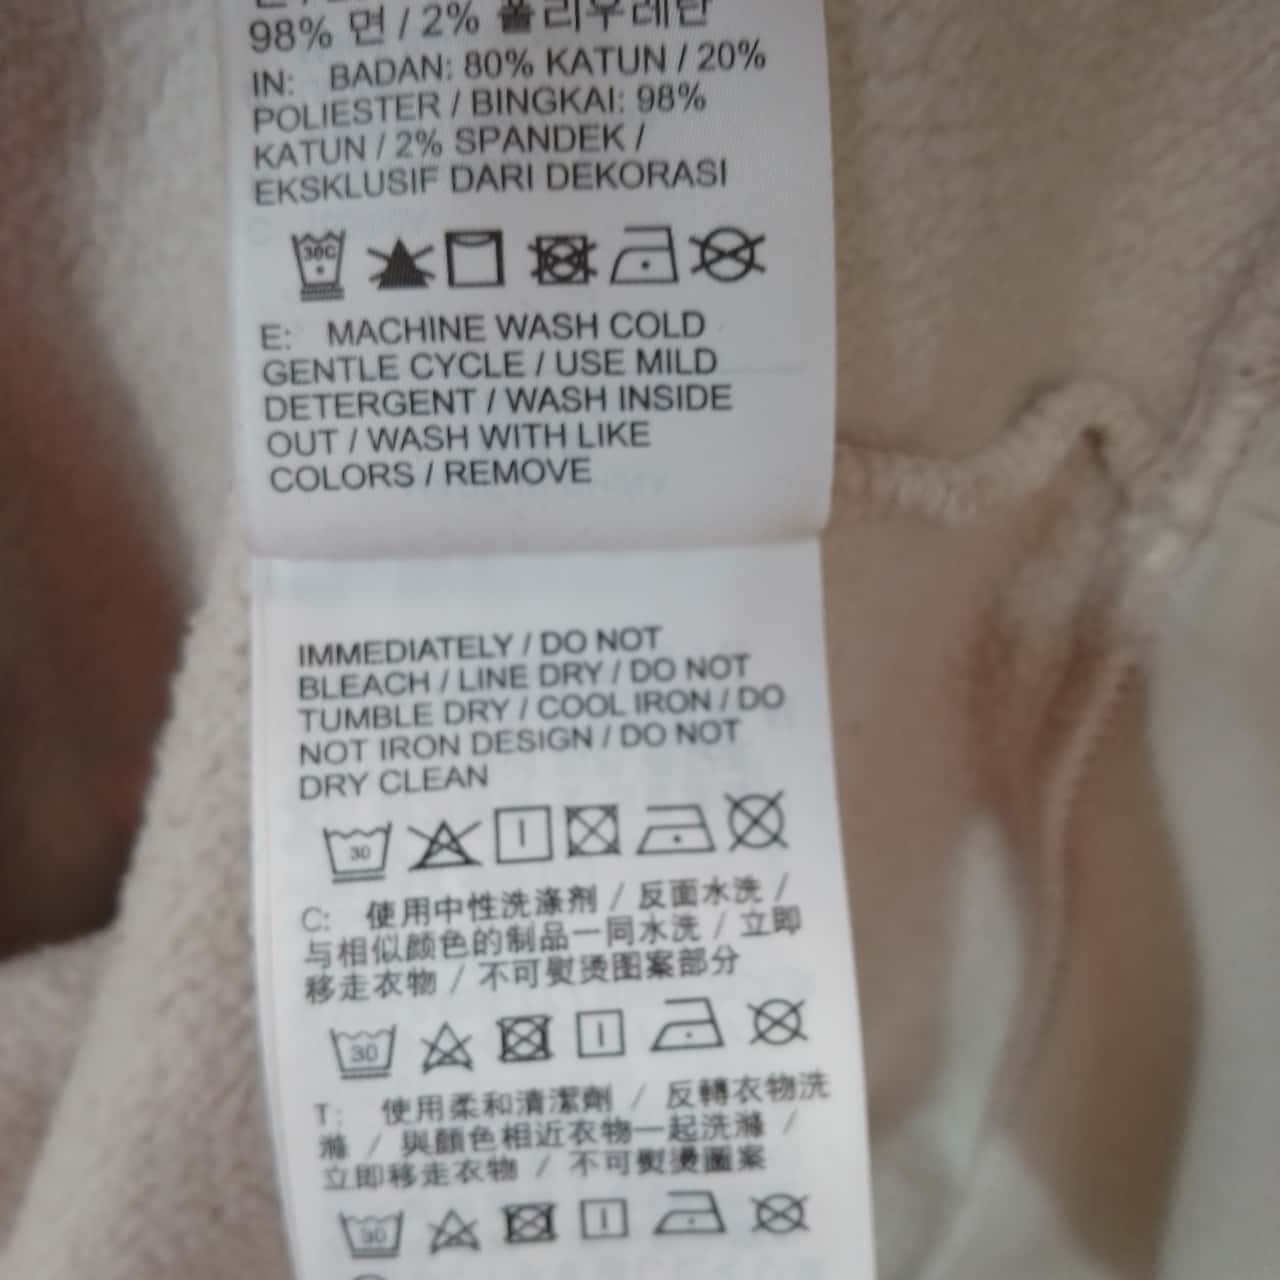 98% 면 / 2% 폴리우레탄
IN: BADAN: 80% KATUN / 20%
POLIESTER / BINGKAI: 98%
KATUN / 2% SPANDEK /
EKSKLUSIF DARI DEKORASI
30C
E: MACHINE WASH COLD
GENTLE CYCLE / USE MILD
DETERGENT / WASH INSIDE
OUT / WASH WITH LIKE
COLORS / REMOVE
IMMEDIATELY / DO NOT
BLEACH / LINE DRY / DO NOT
TUMBLE DRY / COOL IRON / DO
NOT IRON DESIGN / DO NOT
DRY CLEAN
30
C: 使用中性洗涤剂 / 反面水洗 /
与相似颜色的制品一同水洗 / 立即
移走衣物 / 不可熨烫图案部分
30
T: 使用柔和清潔劑 / 反轉衣物洗
滌 / 與顏色相近衣物一起洗滌 /
立即移走衣物 / 不可熨燙圖案
30